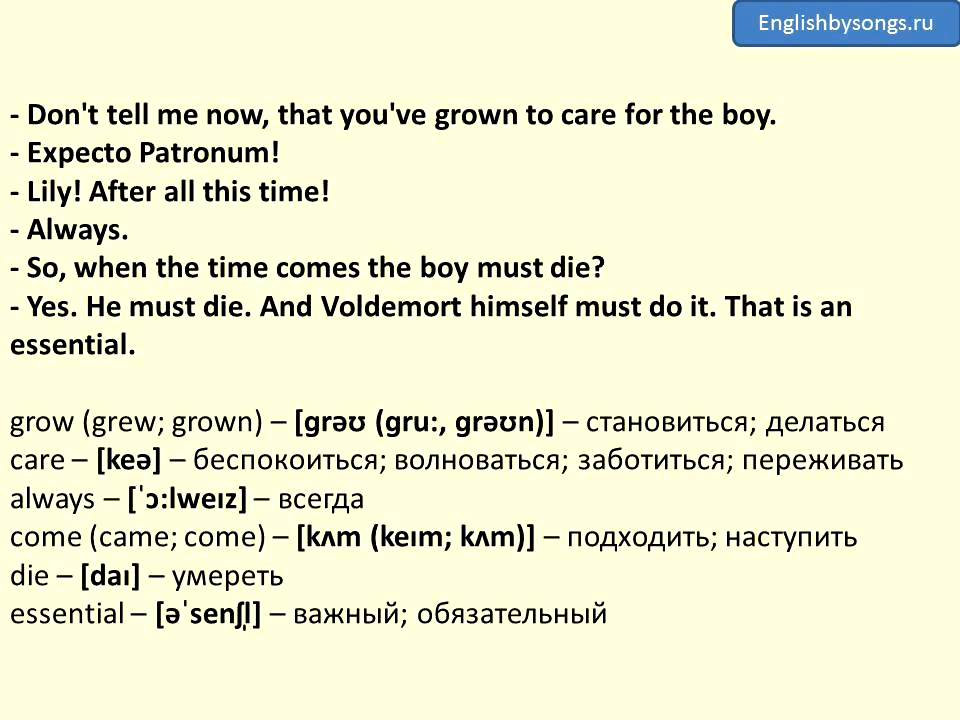 Englishbysongs.ru
- Don't tell me now, that you've grown to care for the boy.
- Expecto Patronum!
- Lily! After all this time!
- Always.
- So, when the time comes the boy must die?
- Yes. He must die. And Voldemort himself must do it. That is an
essential.
grow (grew; grown) – [grəʊ (gru:, grəʊn)] – становиться; делаться
care – [keə] – беспокоиться; волноваться; заботиться; переживать
always – [ˈɔ:lweɪz] – всегда
come (came; come) – [kʌm (keɪm; kʌm)] – подходить; наступить
die – [daɪ] – умереть
essential – [əˈsenʃl̩] – важный; обязательный